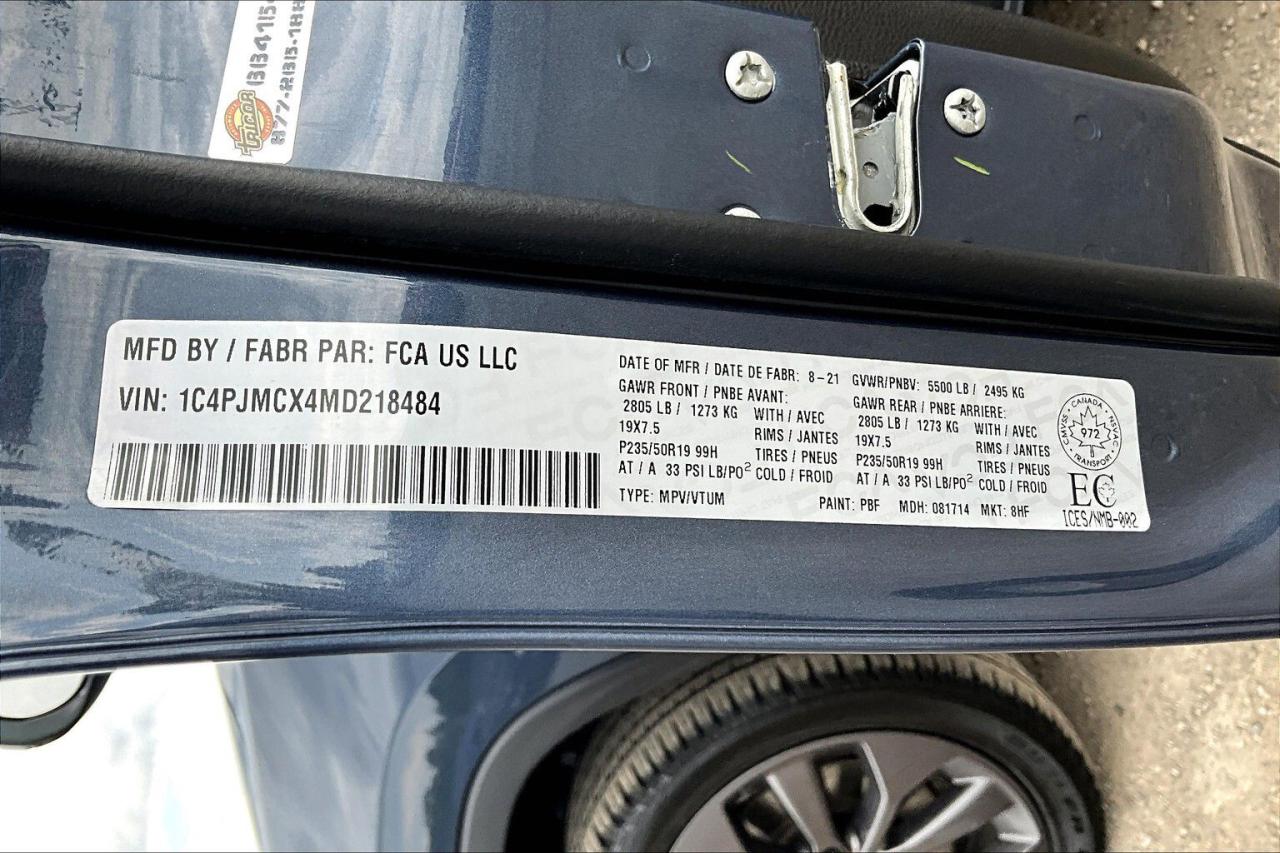 TRICOR
MFD BY / FABR PAR: FCA US LLC
VIN: 1C4PJMCX4MD218484
DATE OF MFR / DATE DE FABR: 8-21 GVWR/PNBV: 5500 LB / 2495 KG
GAWR FRONT / PNBE AVANT: GAWR REAR / PNBE ARRIERE:
2805 LB / 1273 KG WITH / AVEC 2805 LB / 1273 KG WITH / AVEC
19X7.5 RIMS / JANTES 19X7.5 RIMS / JANTES
P235/50R19 99H TIRES / PNEUS P235/50R19 99H TIRES / PNEUS
AT / A 33 PSI LB/PO² COLD / FROID AT / A 33 PSI LB/PO² COLD / FROID
TYPE: MPV/VTUM PAINT: PBF MDH: 081714 MKT: 8HF
CANADA
CMVSS NSVAC
972
TRANSPORT
EC
ICES/NMB-002